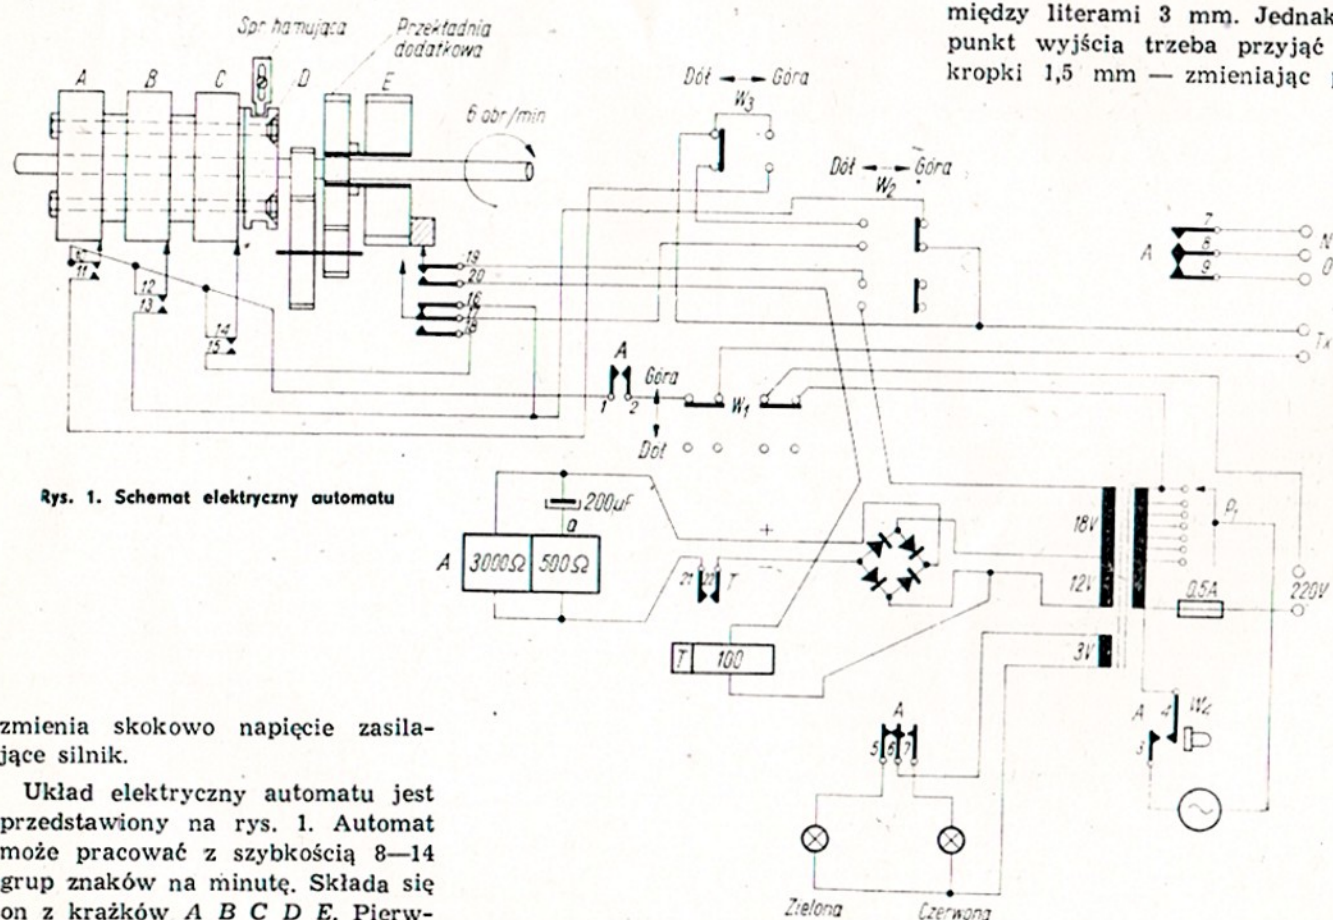 między literami 3 mm. Jednak
punkt wyjścia trzeba przyjąć
kropki 1,5 mm — zmieniając
Spr. hamująca
Przekładnia
dodatkowa
A B C D E
6 obr/min
Dół Góra
W3
Dół Góra
W2
11
12
13
14
15
19
20
16
17
18
A
7
8
9
N
O
Tx
A
1 2
Góra
W1
Dół
Rys. 1. Schemat elektryczny automatu
200µF
a
A 3000Ω 500Ω
+
—
21 22 T
T 100
18V
12V
3V
P1
0,5A
220V
A
5 6 7
A
3 4
W4
Zielona
Czerwona
zmienia skokowo napięcie zasila-
jące silnik.
Układ elektryczny automatu jest
przedstawiony na rys. 1. Automat
może pracować z szybkością 8—14
grup znaków na minutę. Składa się
on z krążków A B C D E. Pierw-